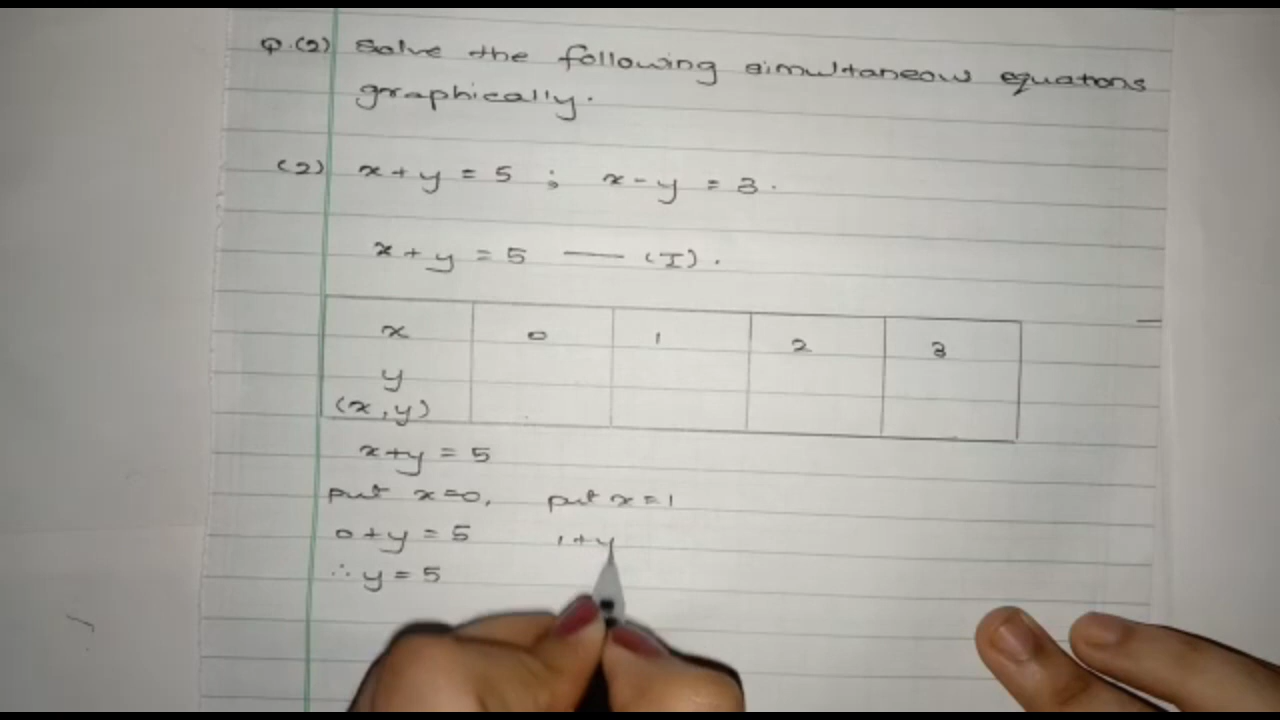 Q.(2) Solve the following simultaneous equations
graphically.
(2) x+y = 5 ; x-y = 3.
x+y = 5 — (I).
x 0 1 2 3
y
(x,y)
x+y = 5
put x=0, put x=1
0+y = 5 1+y
∴ y = 5